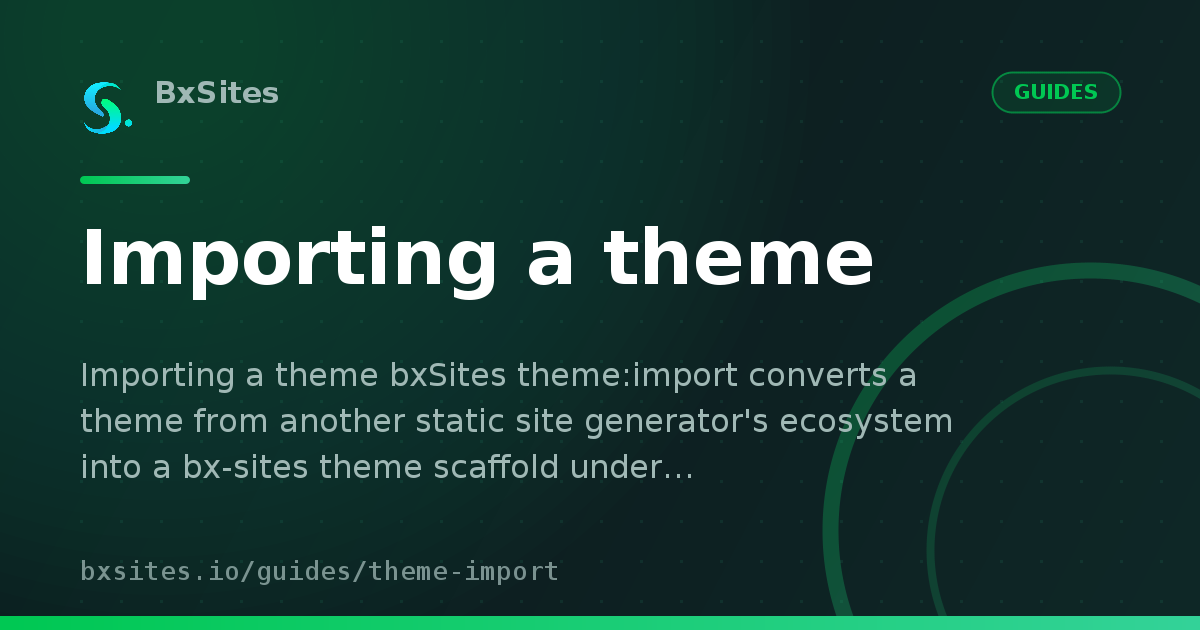 BxSites
GUIDES
Importing a theme
Importing a theme bxSites theme:import converts a
theme from another static site generator's ecosystem
into a bx-sites theme scaffold under…
bxsites.io/guides/theme-import